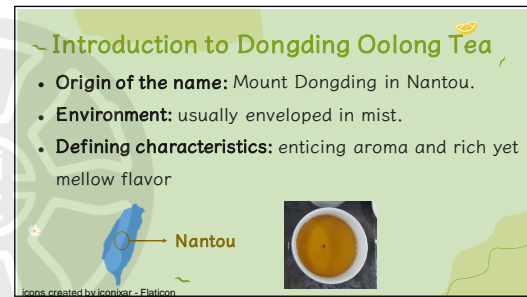 Introduction to Dongding Oolong Tea
• Origin of the name: Mount Dongding in Nantou.
• Environment: usually enveloped in mist.
• Defining characteristics: enticing aroma and rich yet
mellow flavor
Nantou
icons created by iconixar - Flaticon